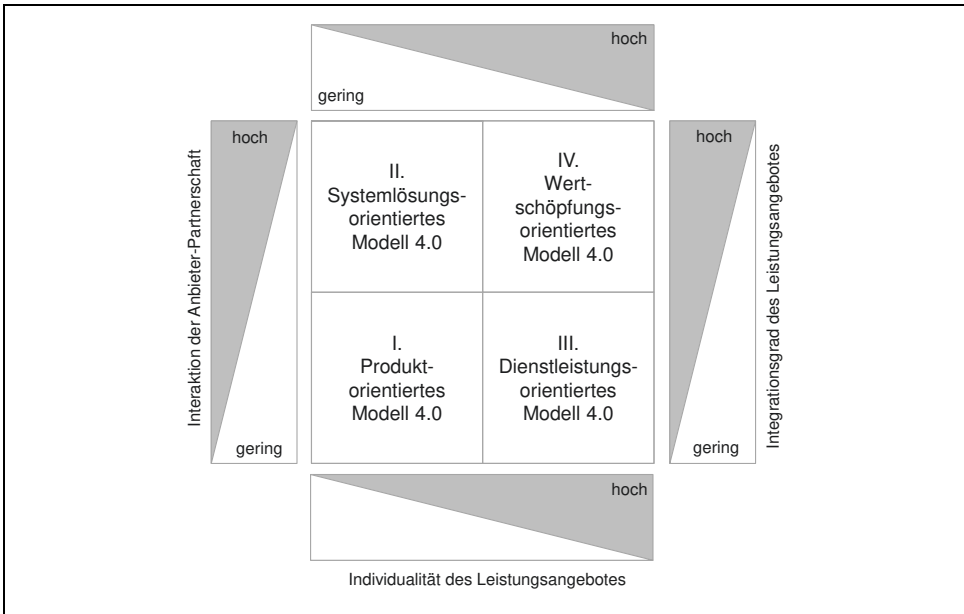 hoch
gering
Interaktion der Anbieter-Partnerschaft
hoch
gering
II.
Systemlösungs-
orientiertes
Modell 4.0
IV.
Wert-
schöpfungs-
orientiertes
Modell 4.0
I.
Produkt-
orientiertes
Modell 4.0
III.
Dienstleistungs-
orientiertes
Modell 4.0
hoch
gering
Integrationsgrad des Leistungsangebotes
hoch
Individualität des Leistungsangebotes